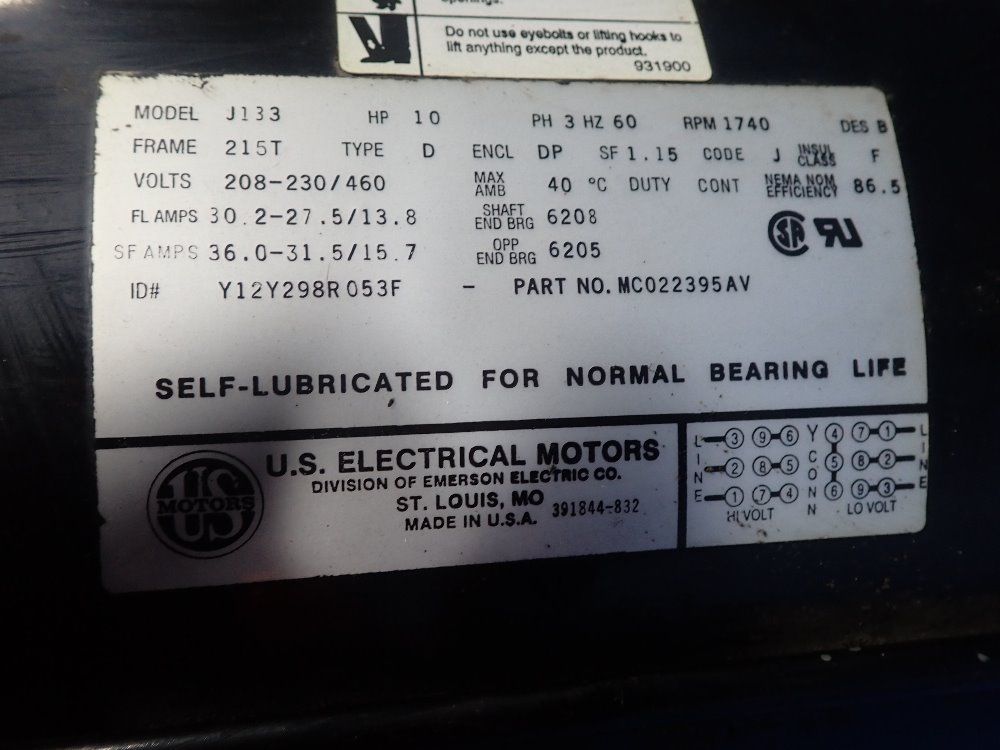 Do not use eyebolts or lifting hooks to
lift anything except the product.
931900
MODEL J133 HP 10 PH 3 HZ 60 RPM 1740 DES B
FRAME 215T TYPE D ENCL DP SF 1.15 CODE J INSUL CLASS F
VOLTS 208-230/460 MAX AMB 40 °C DUTY CONT NEMA NOM EFFICIENCY 86.5
FL AMPS 30.2-27.5/13.8 SHAFT END BRG 6208
SF AMPS 36.0-31.5/15.7 OPP END BRG 6205
ID# Y12Y298R053F - PART NO. MC022395AV
SELF-LUBRICATED FOR NORMAL BEARING LIFE
US
MOTORS
U.S. ELECTRICAL MOTORS
DIVISION OF EMERSON ELECTRIC CO.
ST. LOUIS, MO
MADE IN U.S.A. 391844-832
LINE 3 9-6 Y CONN 4 7-1 LINE
2 8-5 5 8-2
1 7-4 6 9-3
HI VOLT LO VOLT